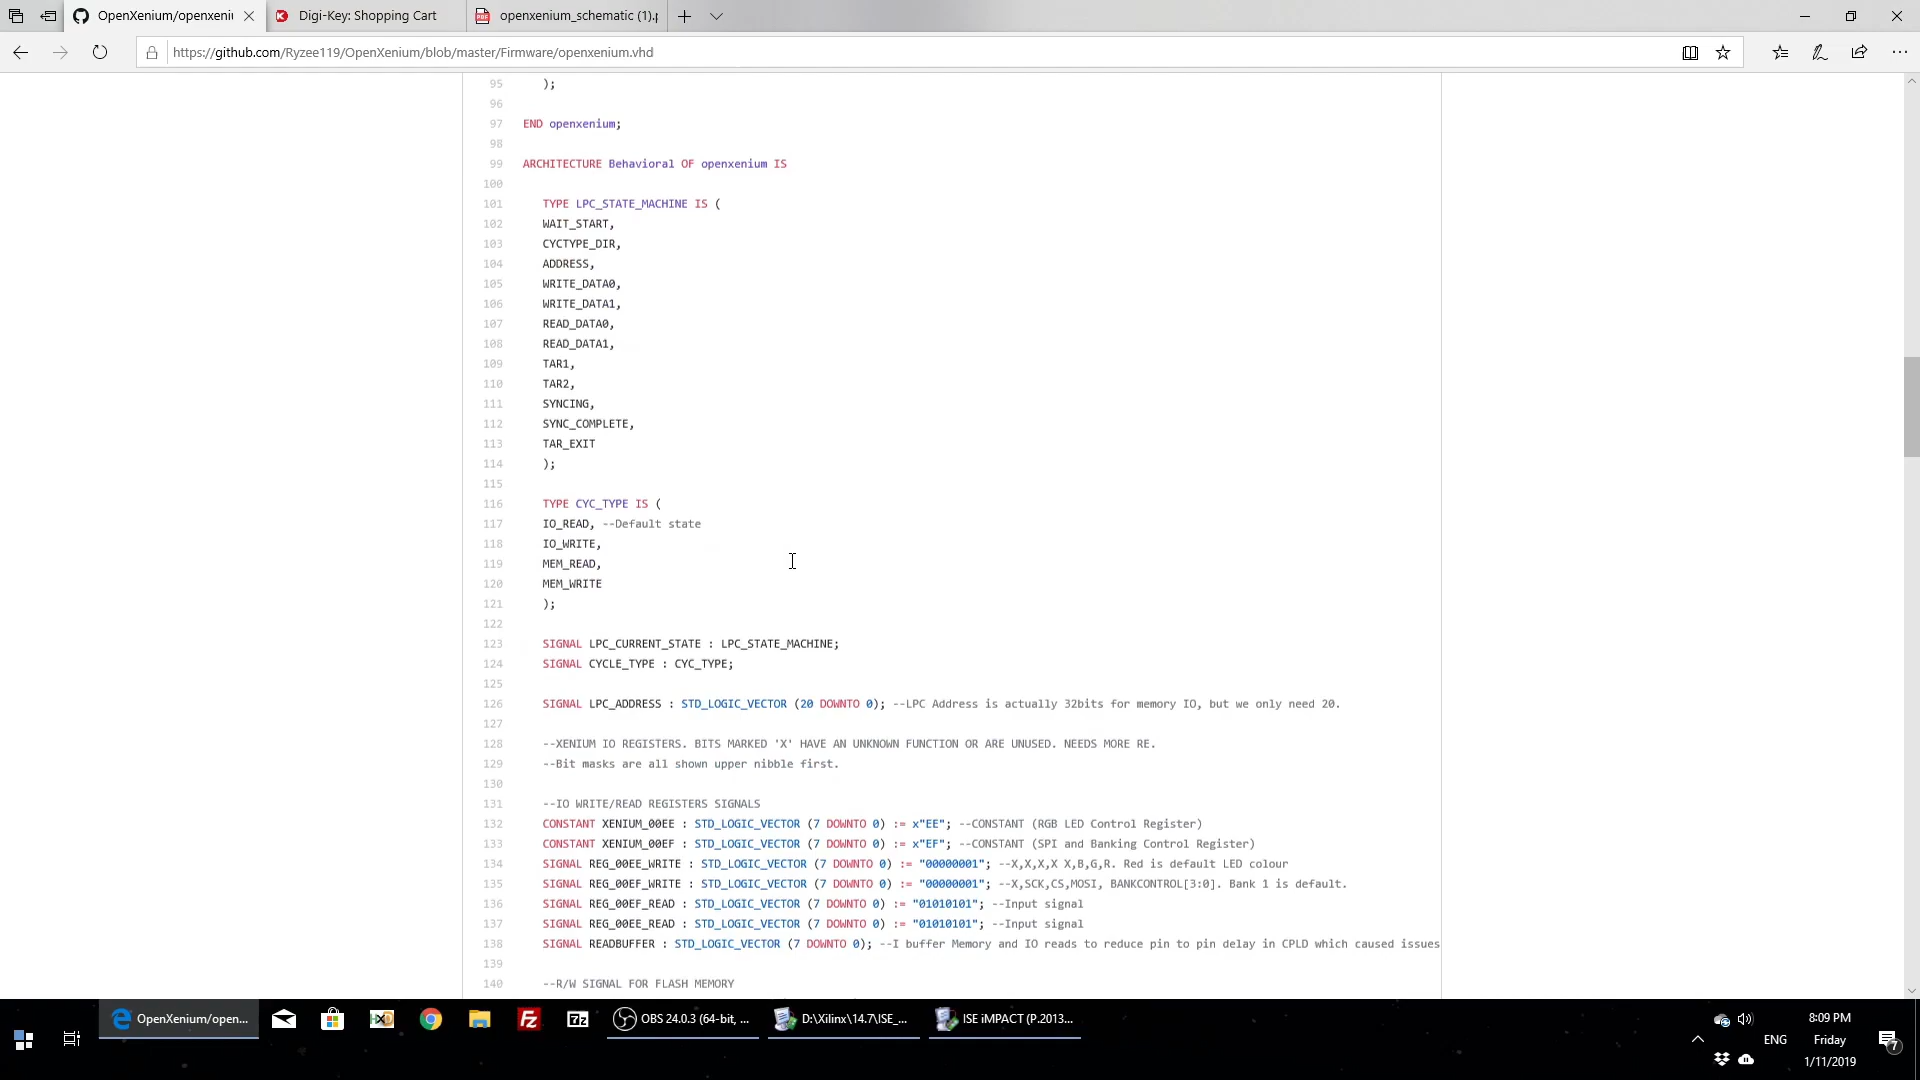 OpenXenium/openxeniu
Digi-Key: Shopping Cart
openxenium_schematic (1).p
https://github.com/Ryzee119/OpenXenium/blob/master/Firmware/openxenium.vhd
95 );
96
97 END openxenium;
98
99 ARCHITECTURE Behavioral OF openxenium IS
100
101 TYPE LPC_STATE_MACHINE IS (
102 WAIT_START,
103 CYCTYPE_DIR,
104 ADDRESS,
105 WRITE_DATA0,
106 WRITE_DATA1,
107 READ_DATA0,
108 READ_DATA1,
109 TAR1,
110 TAR2,
111 SYNCING,
112 SYNC_COMPLETE,
113 TAR_EXIT
114 );
115
116 TYPE CYC_TYPE IS (
117 IO_READ, --Default state
118 IO_WRITE,
119 MEM_READ,
120 MEM_WRITE
121 );
122
123 SIGNAL LPC_CURRENT_STATE : LPC_STATE_MACHINE;
124 SIGNAL CYCLE_TYPE : CYC_TYPE;
125
126 SIGNAL LPC_ADDRESS : STD_LOGIC_VECTOR (20 DOWNTO 0); --LPC Address is actually 32bits for memory IO, but we only need 20.
127
128 --XENIUM IO REGISTERS. BITS MARKED 'X' HAVE AN UNKNOWN FUNCTION OR ARE UNUSED. NEEDS MORE RE.
129 --Bit masks are all shown upper nibble first.
130
131 --IO WRITE/READ REGISTERS SIGNALS
132 CONSTANT XENIUM_00EE : STD_LOGIC_VECTOR (7 DOWNTO 0) := x"EE"; --CONSTANT (RGB LED Control Register)
133 CONSTANT XENIUM_00EF : STD_LOGIC_VECTOR (7 DOWNTO 0) := x"EF"; --CONSTANT (SPI and Banking Control Register)
134 SIGNAL REG_00EE_WRITE : STD_LOGIC_VECTOR (7 DOWNTO 0) := "00000001"; --X,X,X,X X,B,G,R. Red is default LED colour
135 SIGNAL REG_00EF_WRITE : STD_LOGIC_VECTOR (7 DOWNTO 0) := "00000001"; --X,SCK,CS,MOSI, BANKCONTROL[3:0]. Bank 1 is default.
136 SIGNAL REG_00EF_READ : STD_LOGIC_VECTOR (7 DOWNTO 0) := "01010101"; --Input signal
137 SIGNAL REG_00EE_READ : STD_LOGIC_VECTOR (7 DOWNTO 0) := "01010101"; --Input signal
138 SIGNAL READBUFFER : STD_LOGIC_VECTOR (7 DOWNTO 0); --I buffer Memory and IO reads to reduce pin to pin delay in CPLD which caused issues
139
140 --R/W SIGNAL FOR FLASH MEMORY
OpenXenium/open...
OBS 24.0.3 (64-bit, ...
D:\Xilinx\14.7\ISE_...
ISE iMPACT (P.2013...
ENG
8:09 PM
Friday
1/11/2019
7